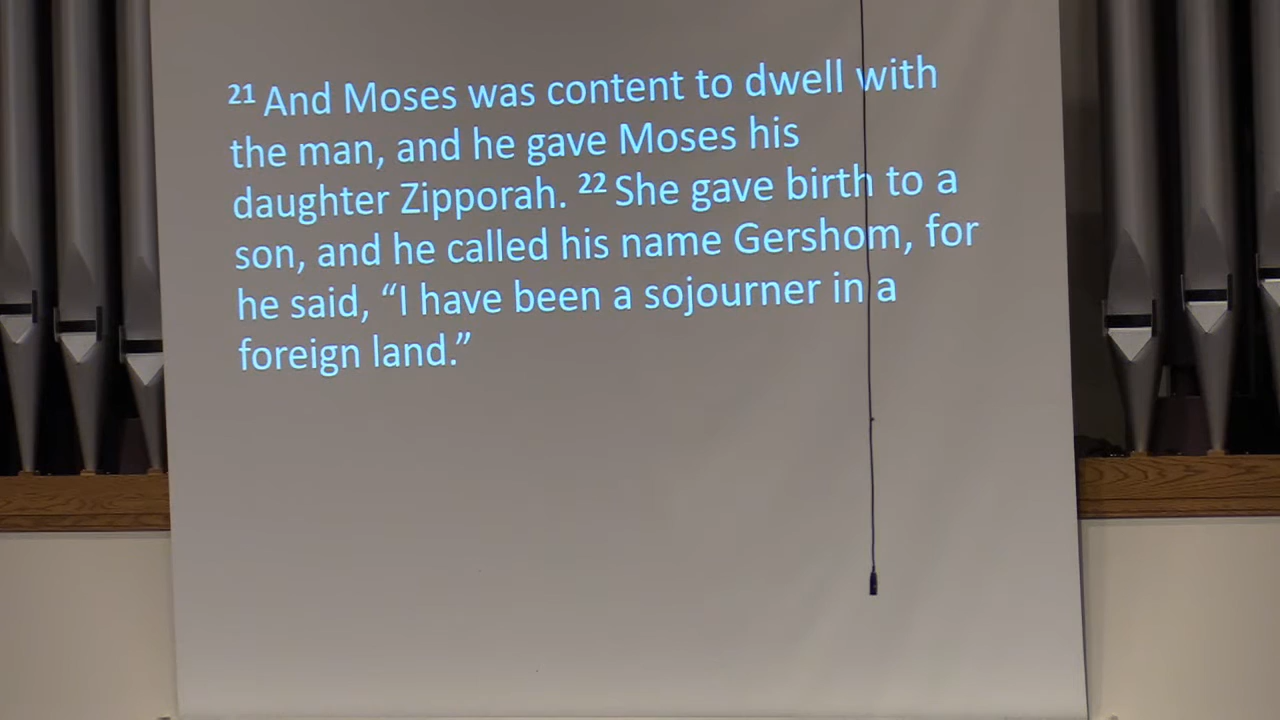 21 And Moses was content to dwell with
the man, and he gave Moses his
daughter Zipporah. 22 She gave birth to a
son, and he called his name Gershom, for
he said, “I have been a sojourner in a
foreign land.”